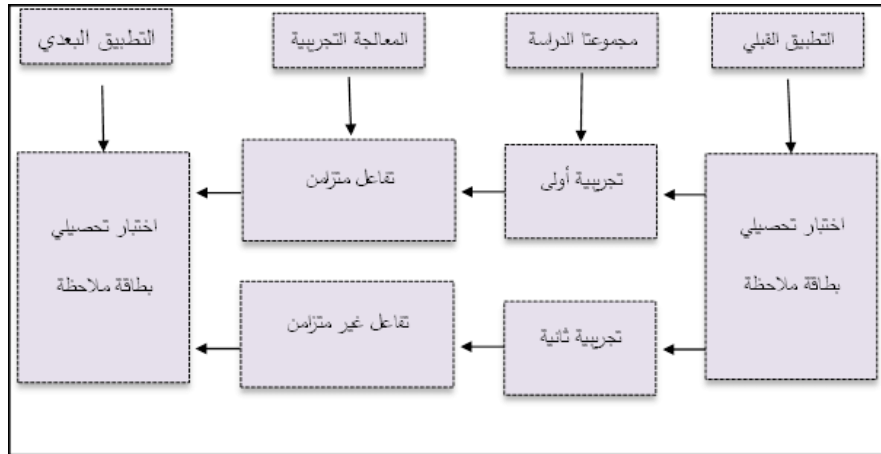 التطبيق القبلي
مجموعتا الدراسة
المعالجة التجريبية
التطبيق البعدي
اختبار تحصيلي
بطاقة ملاحظة
تجريبية أولى
تفاعل متزامن
تجريبية ثانية
تفاعل غير متزامن
اختبار تحصيلي
بطاقة ملاحظة